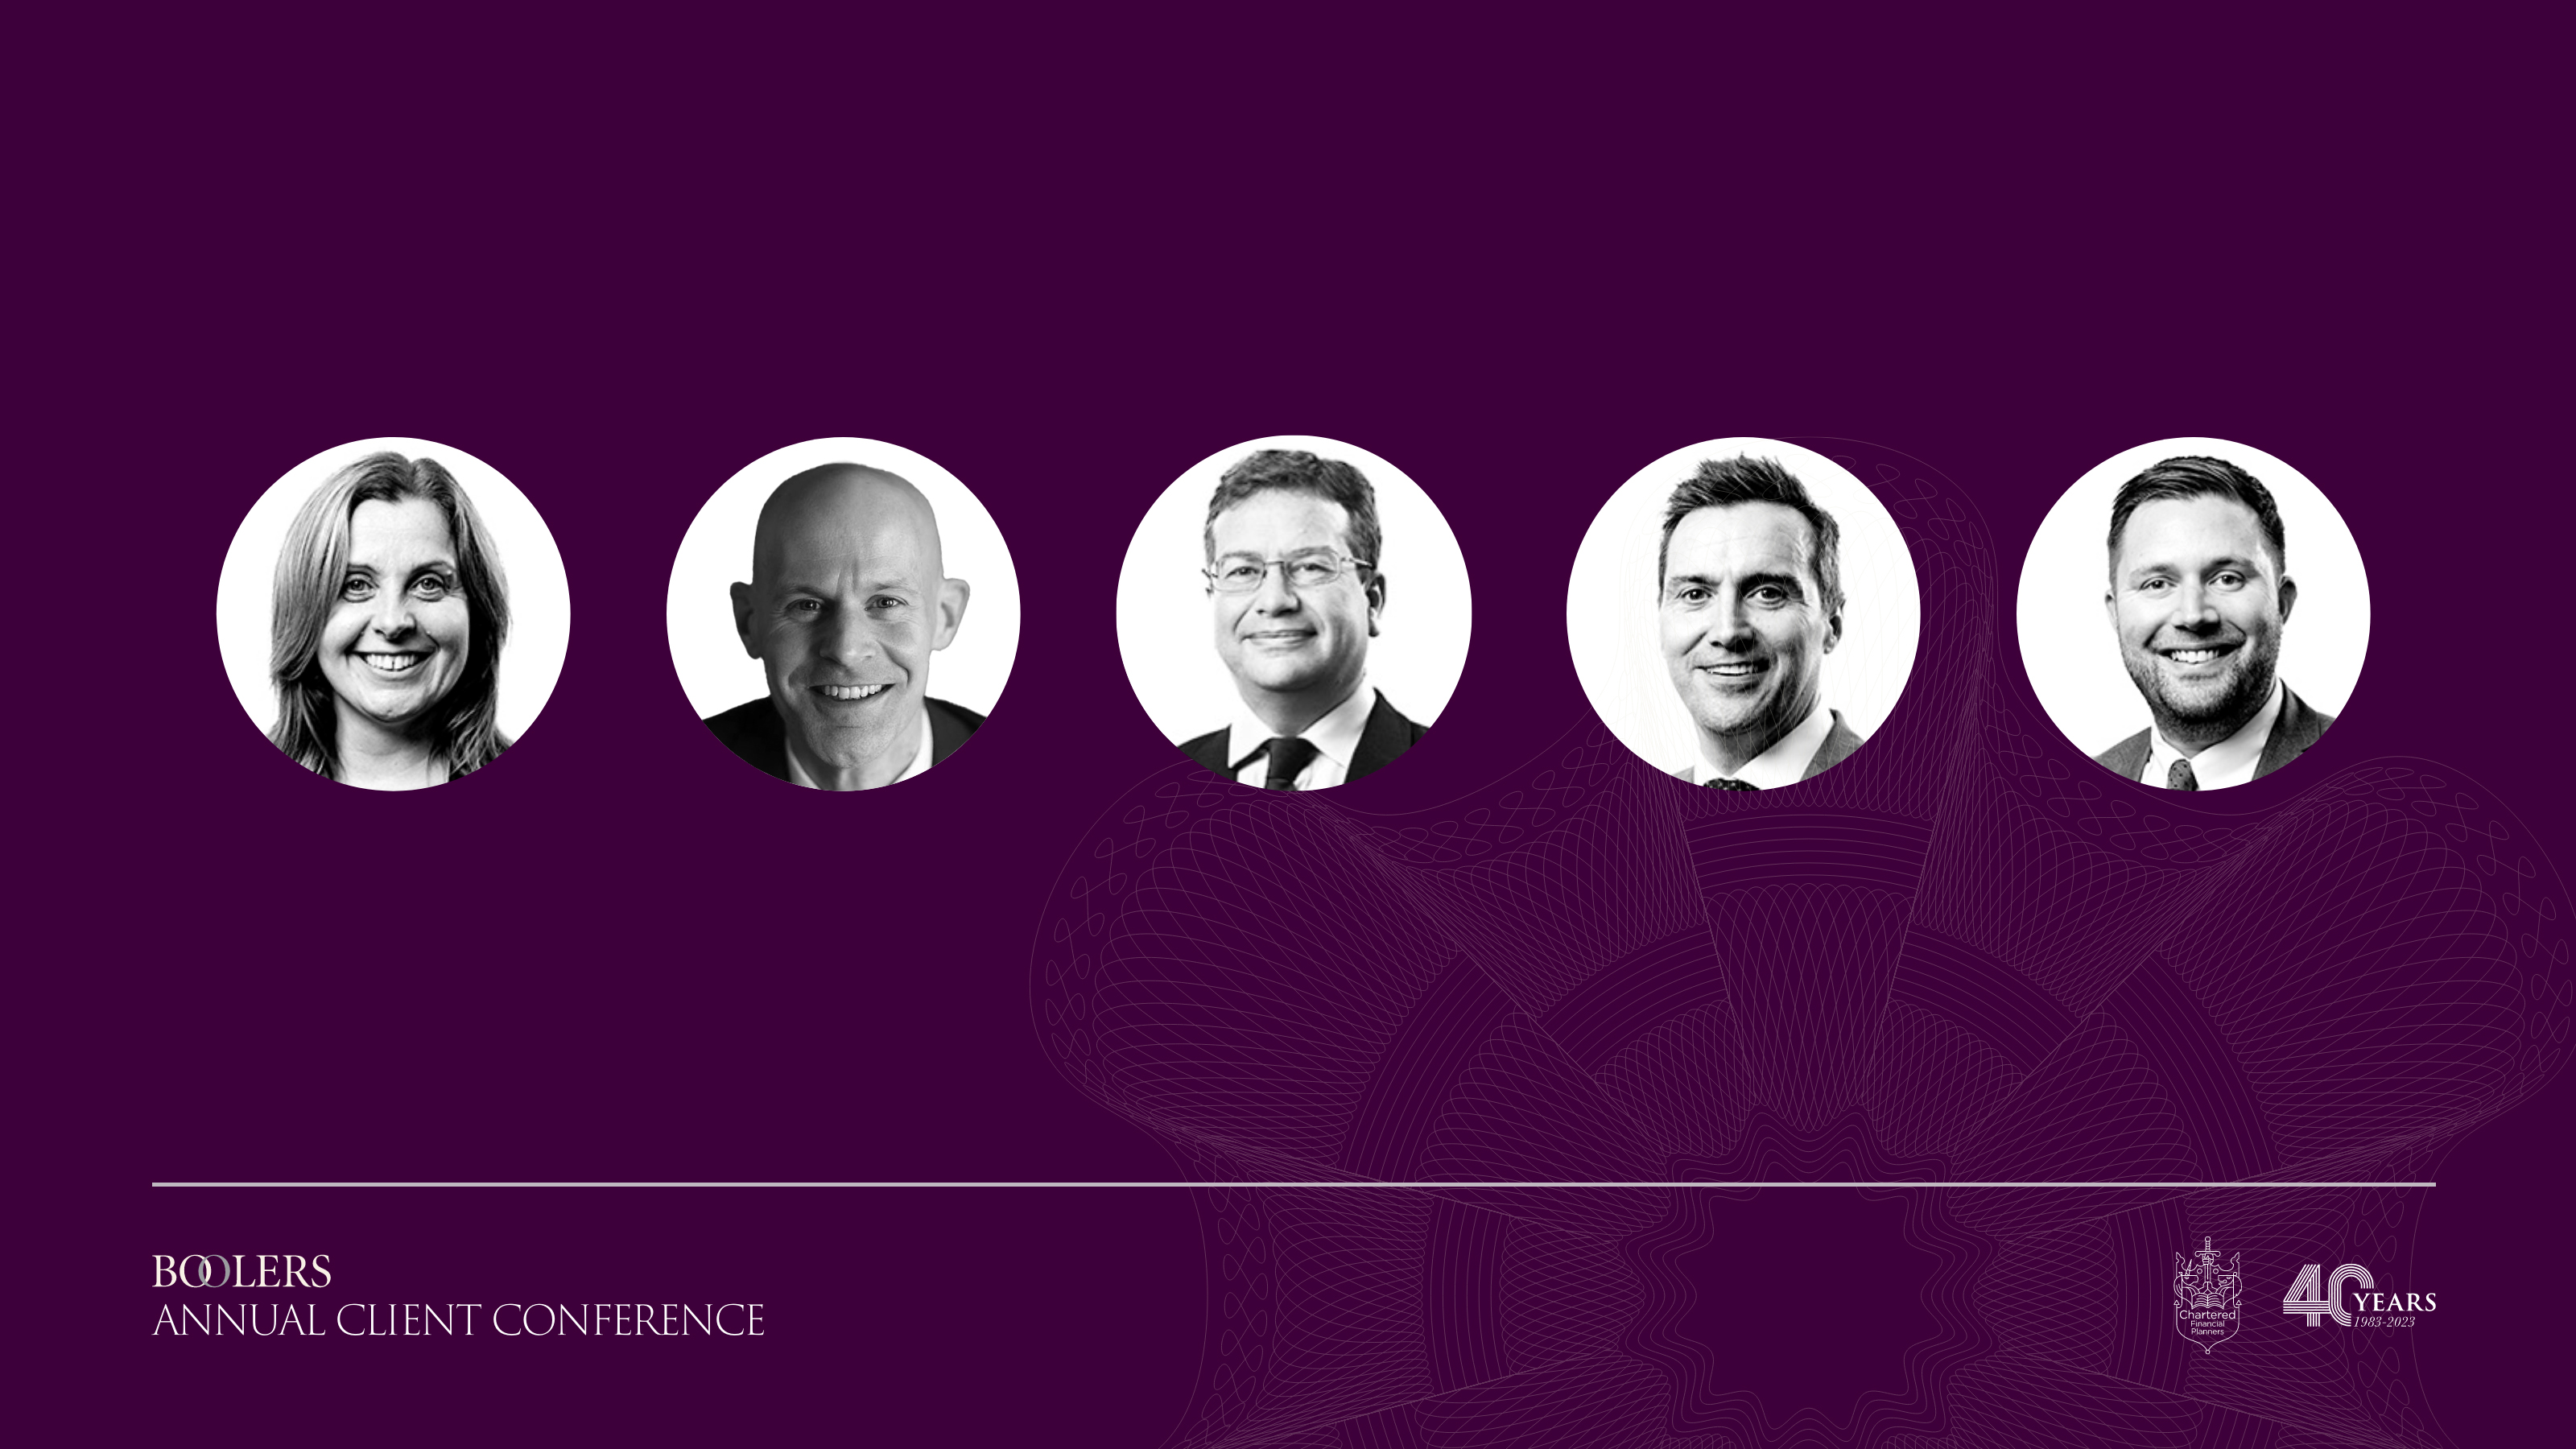 BOOLERS
ANNUAL CLIENT CONFERENCE
Chartered
Financial
Planners
40 YEARS
1983-2023